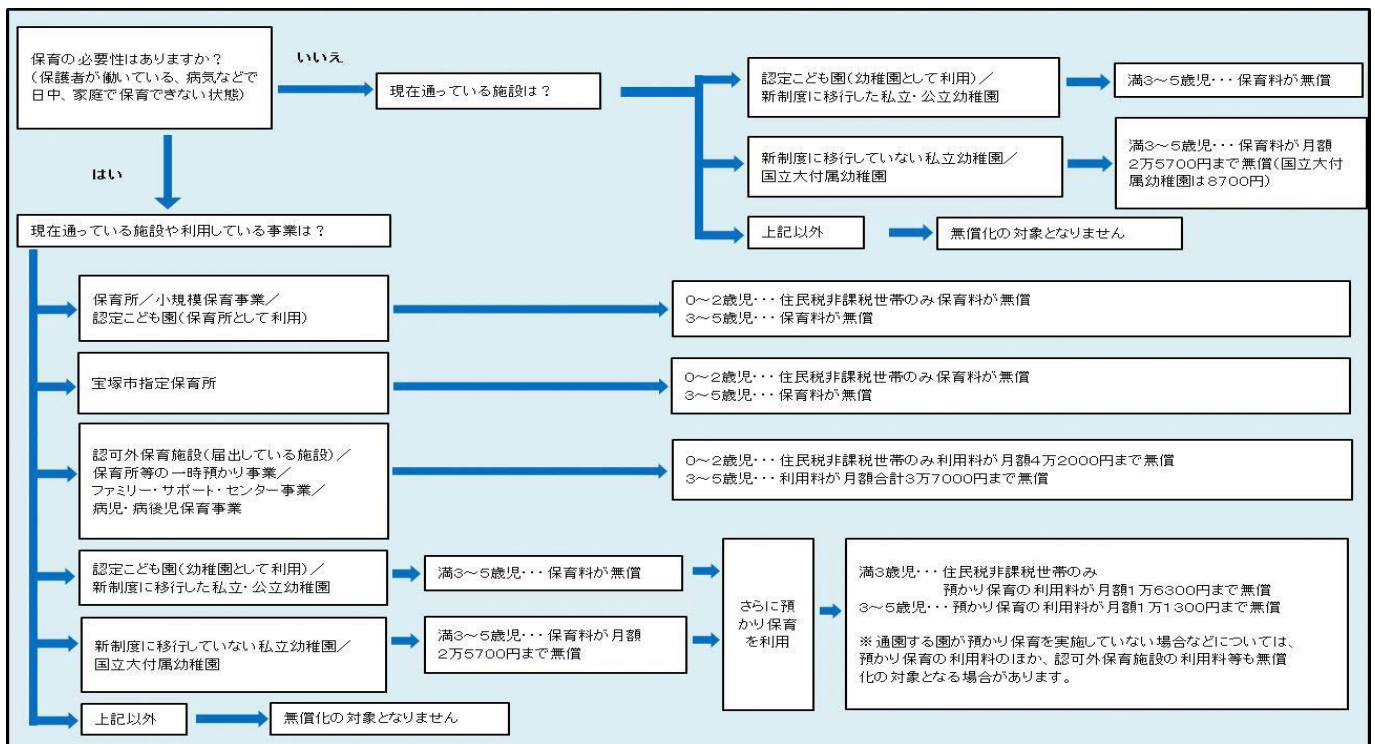 保育の必要性はありますか？
(保護者が働いている、病気などで
日中、家庭で保育できない状態)
いいえ
現在通っている施設は？
認定こども園(幼稚園として利用)／
新制度に移行した私立・公立幼稚園
満3～5歳児・・・保育料が無償
新制度に移行していない私立幼稚園／
国立大付属幼稚園
満3～5歳児・・・保育料が月額
2万5700円まで無償(国立大付
属幼稚園は8700円)
上記以外
無償化の対象となりません
はい
現在通っている施設や利用している事業は？
保育所／小規模保育事業／
認定こども園(保育所として利用)
0～2歳児・・・住民税非課税世帯のみ保育料が無償
3～5歳児・・・保育料が無償
宝塚市指定保育所
0～2歳児・・・住民税非課税世帯のみ保育料が無償
3～5歳児・・・保育料が無償
認可外保育施設(届出している施設)／
保育所等の一時預かり事業／
ファミリー・サポート・センター事業／
病児・病後児保育事業
0～2歳児・・・住民税非課税世帯のみ利用料が月額4万2000円まで無償
3～5歳児・・・利用料が月額合計3万7000円まで無償
認定こども園(幼稚園として利用)／
新制度に移行した私立・公立幼稚園
満3～5歳児・・・保育料が無償
新制度に移行していない私立幼稚園／
国立大付属幼稚園
満3～5歳児・・・保育料が月額
2万5700円まで無償
さらに預
かり保育
を利用
満3歳児・・・住民税非課税世帯のみ
預かり保育の利用料が月額1万6300円まで無償
3～5歳児・・・預かり保育の利用料が月額1万1300円まで無償
※通園する園が預かり保育を実施していない場合などについては、
預かり保育の利用料のほか、認可外保育施設の利用料等も無償
化の対象となる場合があります。
上記以外
無償化の対象となりません